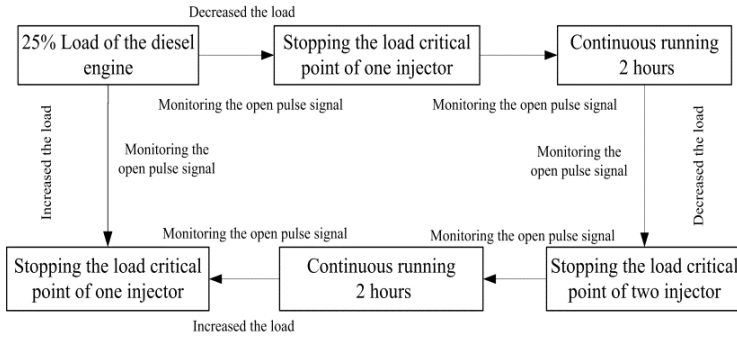 Decreased the load
25% Load of the diesel
engine
Stopping the load critical
point of one injector
Continuous running
2 hours
Monitoring the open pulse signal
Monitoring the open pulse signal
Increased the load
Monitoring the
open pulse signal
Monitoring the
open pulse signal
Decreased the load
Monitoring the open pulse signal
Monitoring the open pulse signal
Stopping the load critical
point of one injector
Continuous running
2 hours
Stopping the load critical
point of two injector
Increased the load